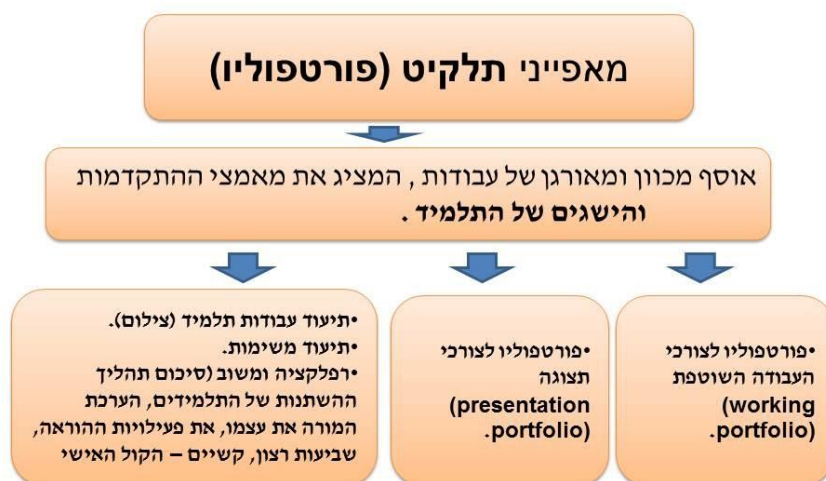 מאפייני תלקיט (פורטפוליו)
אוסף מכוון ומאורגן של עבודות , המציג את מאמצי ההתקדמות
והישגים של התלמיד .
•פורטפוליו לצורכי
העבודה השוטפת
(working
portfolio).
•פורטפוליו לצורכי
תצוגה
(presentation
portfolio).
•תיעוד עבודות תלמיד (צילום).
•תיעוד משימות.
•רפלקציה ומשוב (סיכום תהליך
ההשתנות של התלמידים, הערכת
המורה את עצמו, את פעילויות ההוראה,
שביעות רצון, קשיים – הקול האישי